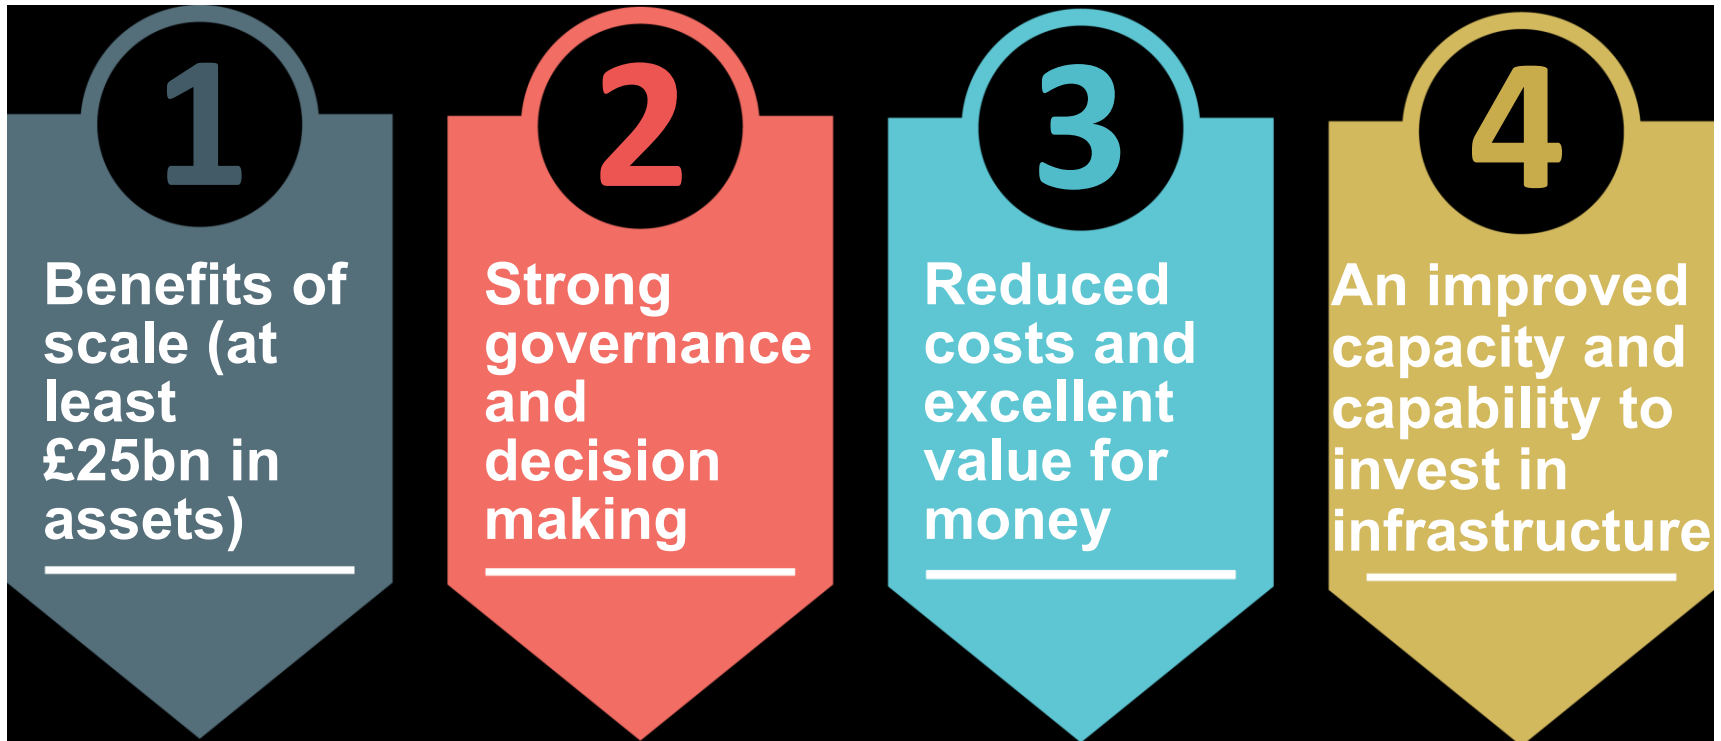 1
Benefits of
scale (at
least
£25bn in
assets)
2
Strong
governance
and
decision
making
3
Reduced
costs and
excellent
value for
money
4
An improved
capacity and
capability to
invest in
infrastructure